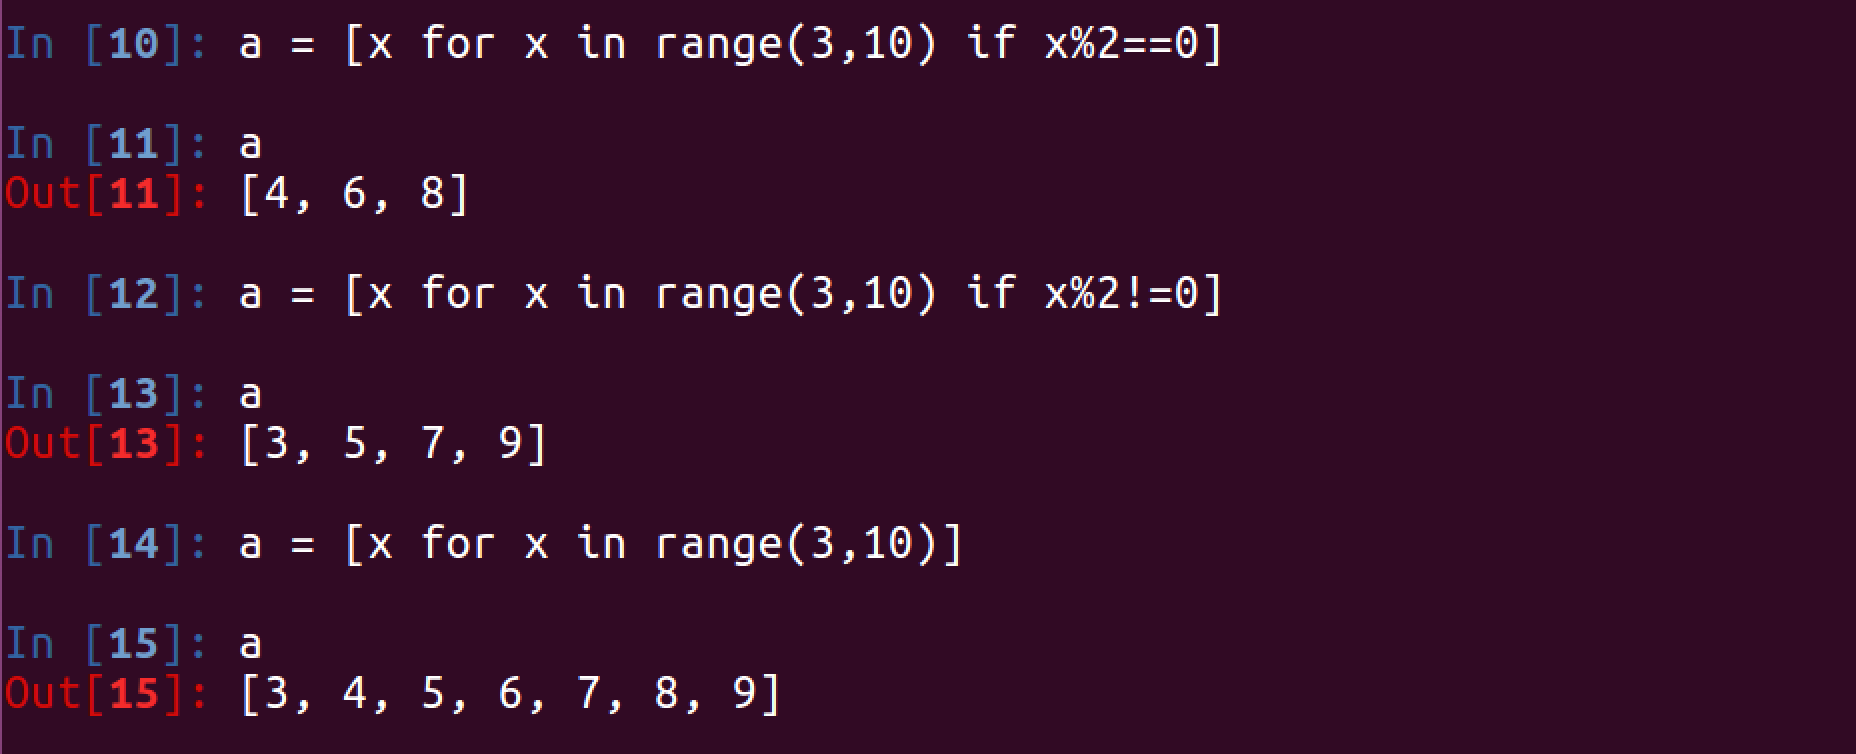 In [10]: a = [x for x in range(3,10) if x%2==0]
In [11]: a
Out[11]: [4, 6, 8]
In [12]: a = [x for x in range(3,10) if x%2!=0]
In [13]: a
Out[13]: [3, 5, 7, 9]
In [14]: a = [x for x in range(3,10)]
In [15]: a
Out[15]: [3, 4, 5, 6, 7, 8, 9]